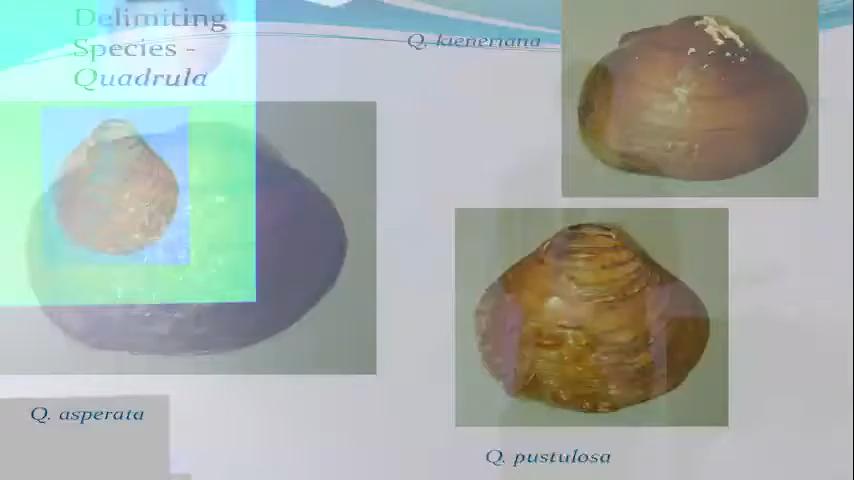 Delimiting
Species -
Quadrula
Q. kieneriana
Q. asperata
Q. pustulosa